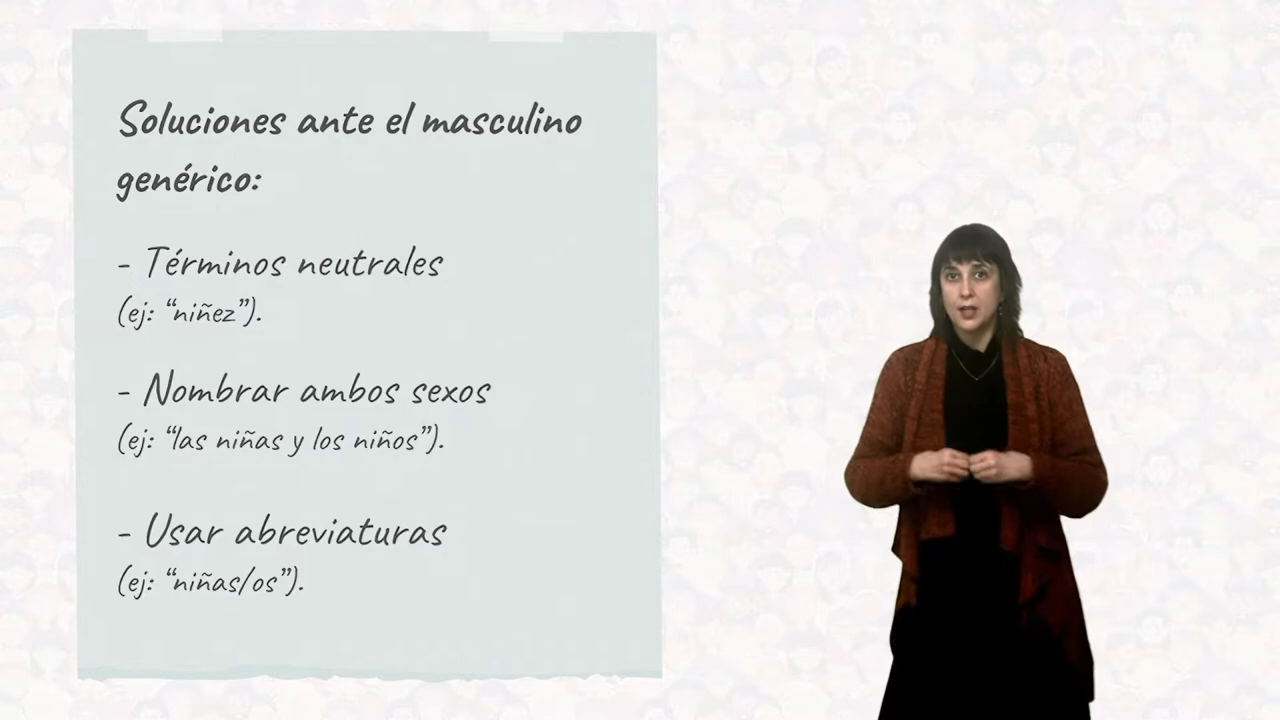 Soluciones ante el masculino
genérico:
- Términos neutrales
(ej: “niñez”).
- Nombrar ambos sexos
(ej: “las niñas y los niños”).
- Usar abreviaturas
(ej: “niñas/os”).